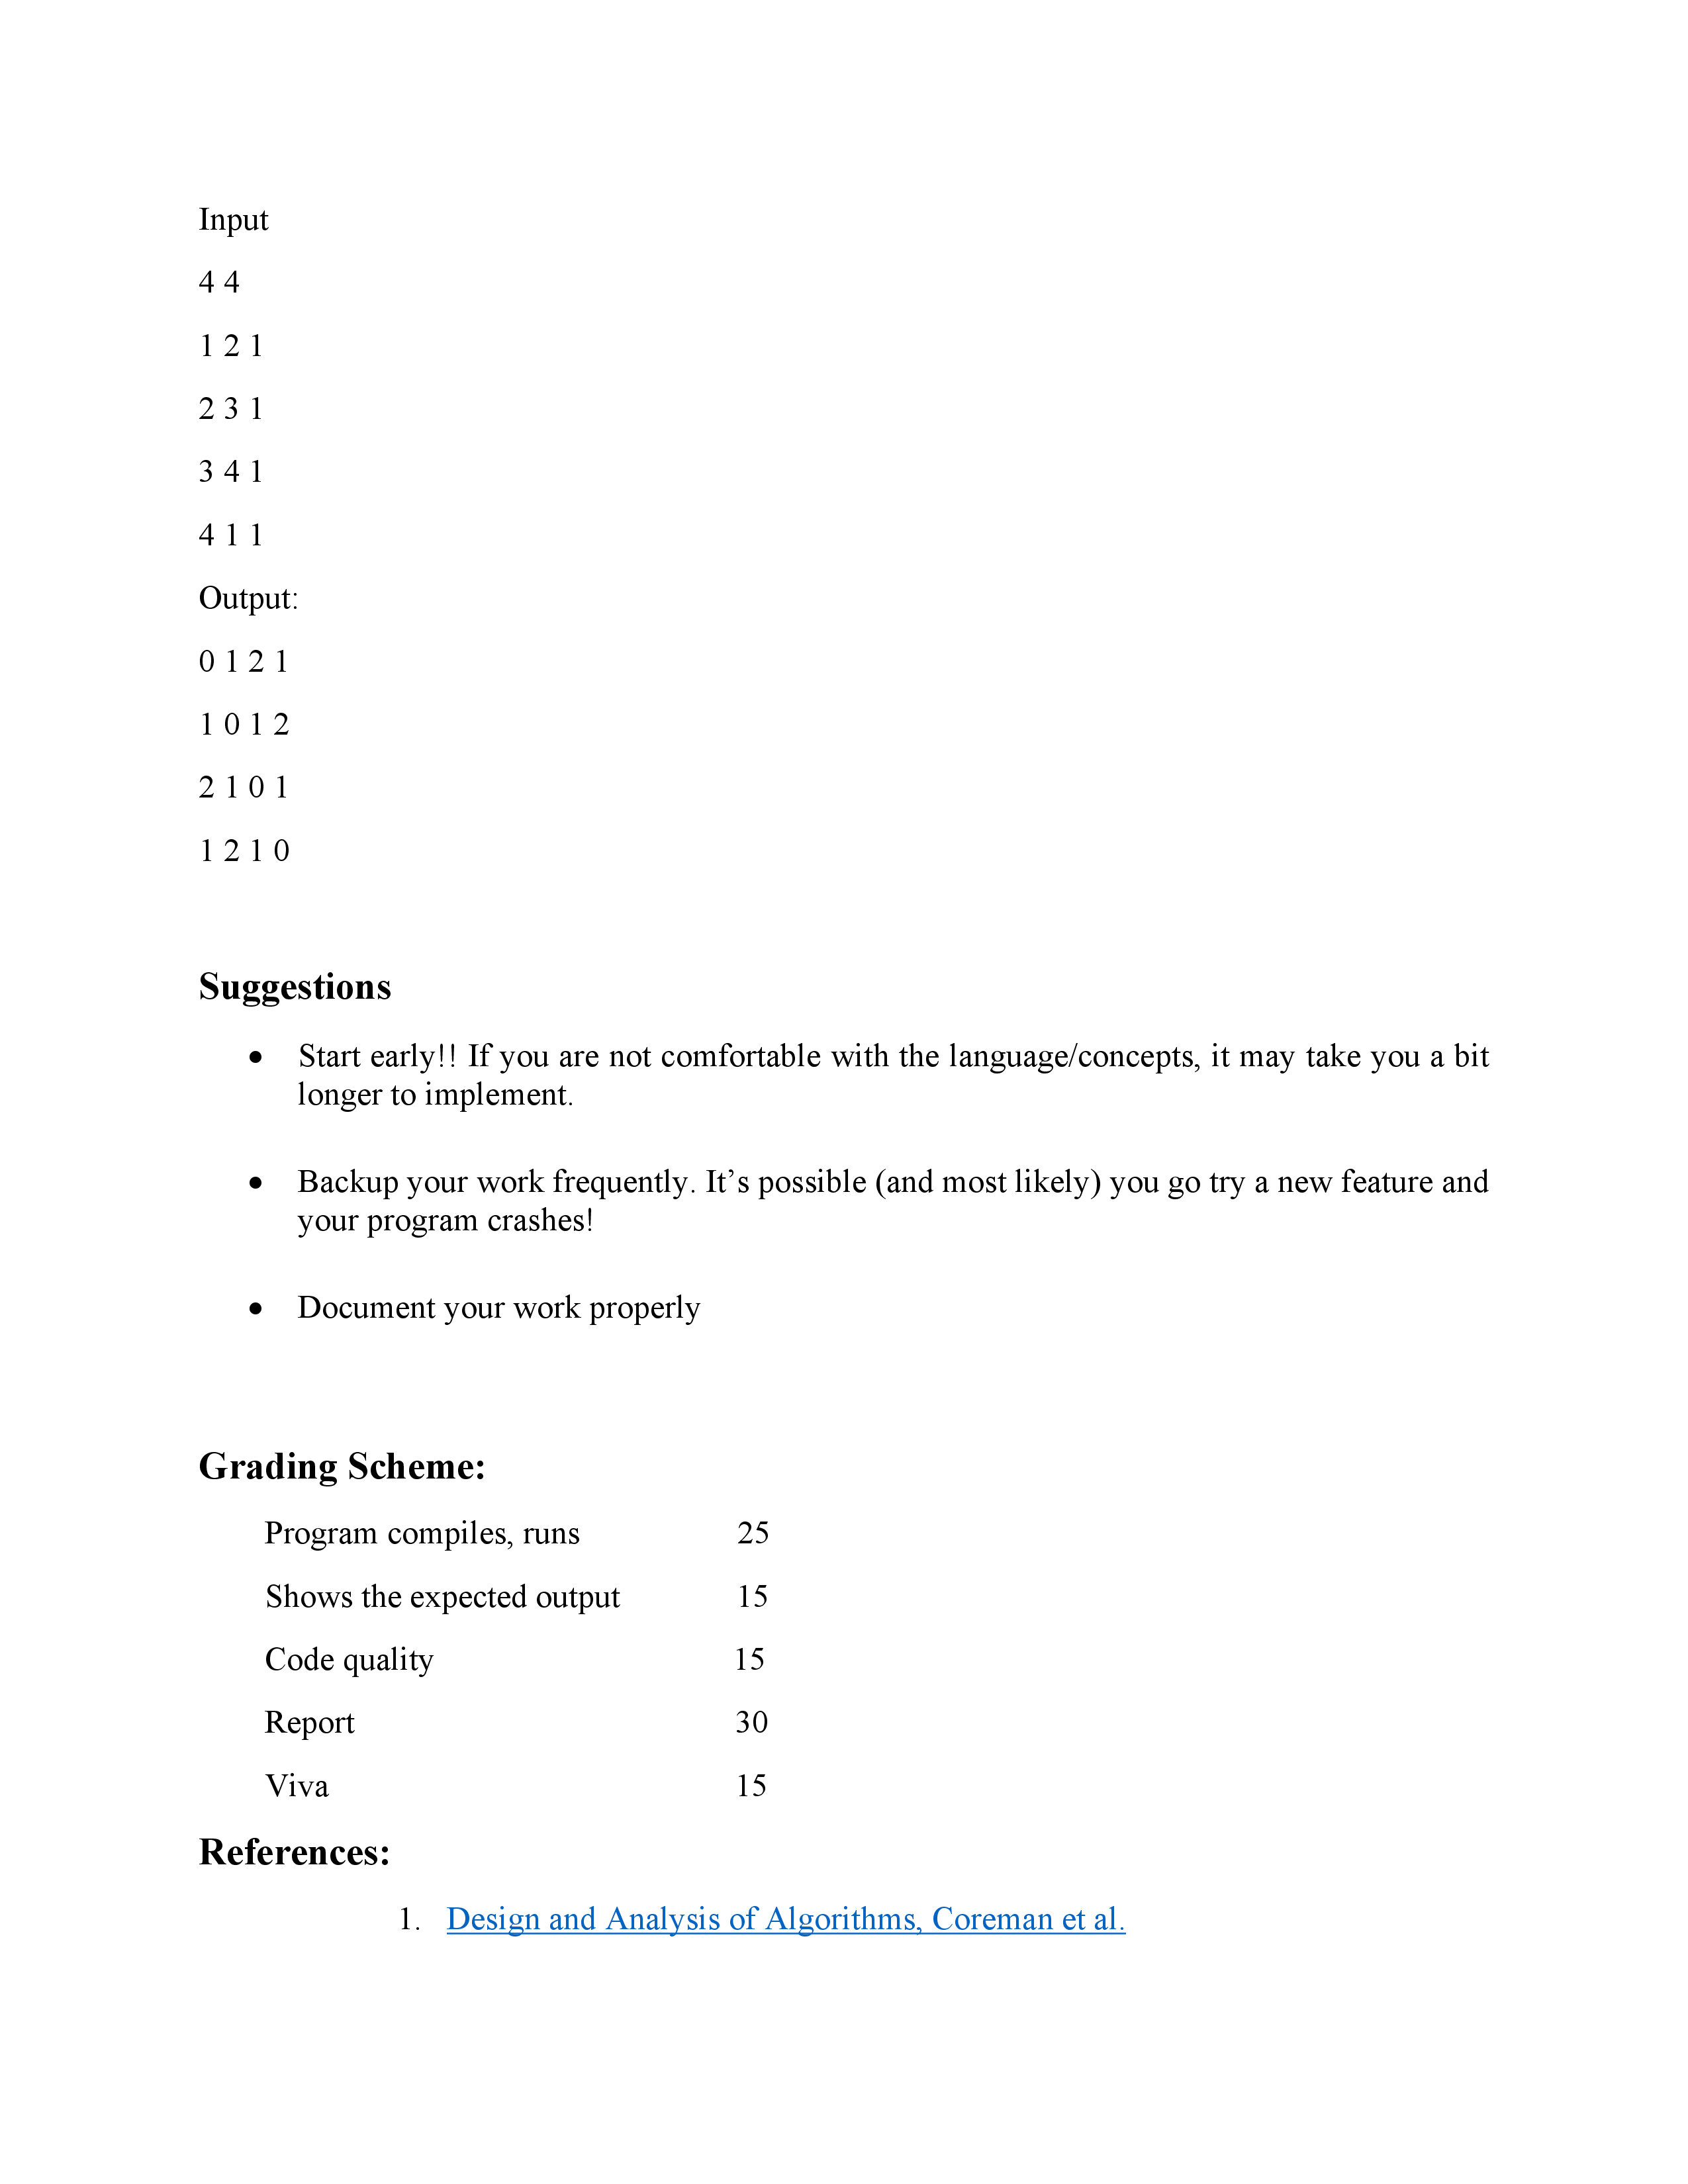 Input
4 4
1 2 1
2 3 1
3 4 1
4 1 1
Output:
0 1 2 1
1 0 1 2
2 1 0 1
1 2 1 0
Suggestions
• Start early!! If you are not comfortable with the language/concepts, it may take you a bit
longer to implement.
• Backup your work frequently. It’s possible (and most likely) you go try a new feature and
your program crashes!
• Document your work properly
Grading Scheme:
Program compiles, runs 25
Shows the expected output 15
Code quality 15
Report 30
Viva 15
References:
1. Design and Analysis of Algorithms, Coreman et al.